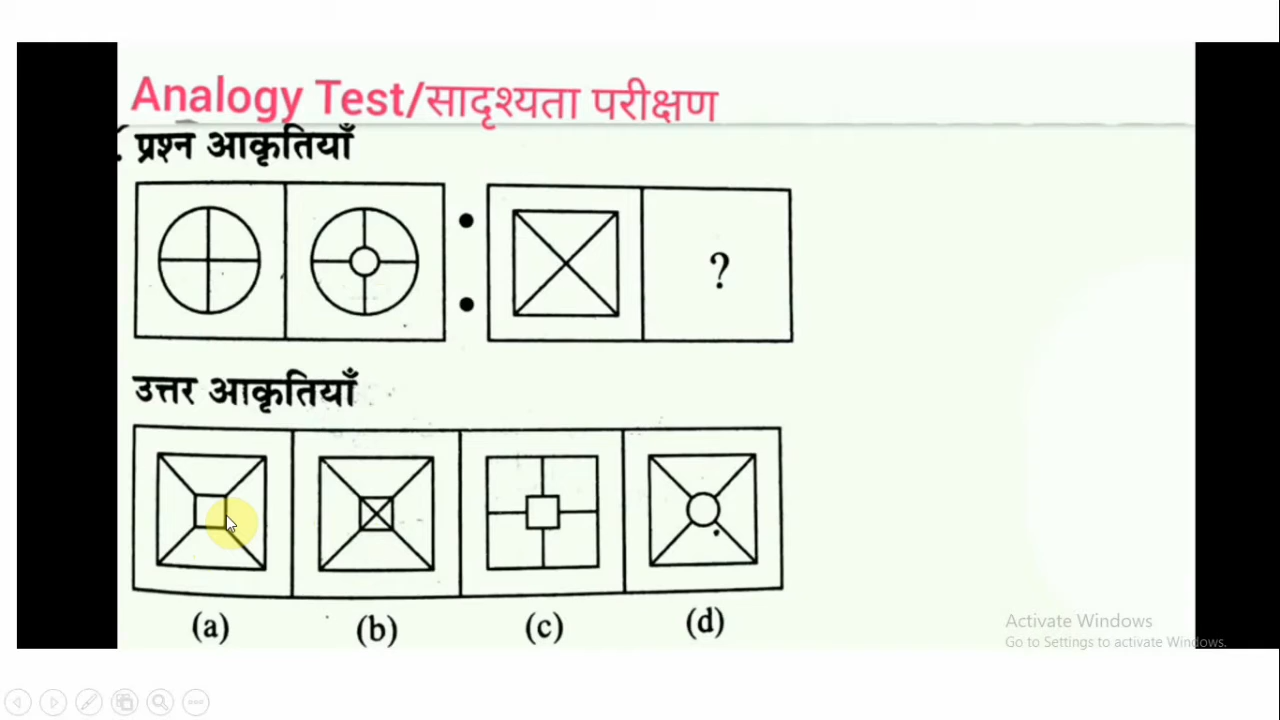 Analogy Test/सादृश्यता परीक्षण
प्रश्न आकृतियाँ
?
उत्तर आकृतियाँ
(a) (b) (c) (d)
Activate Windows
Go to Settings to activate Windows.